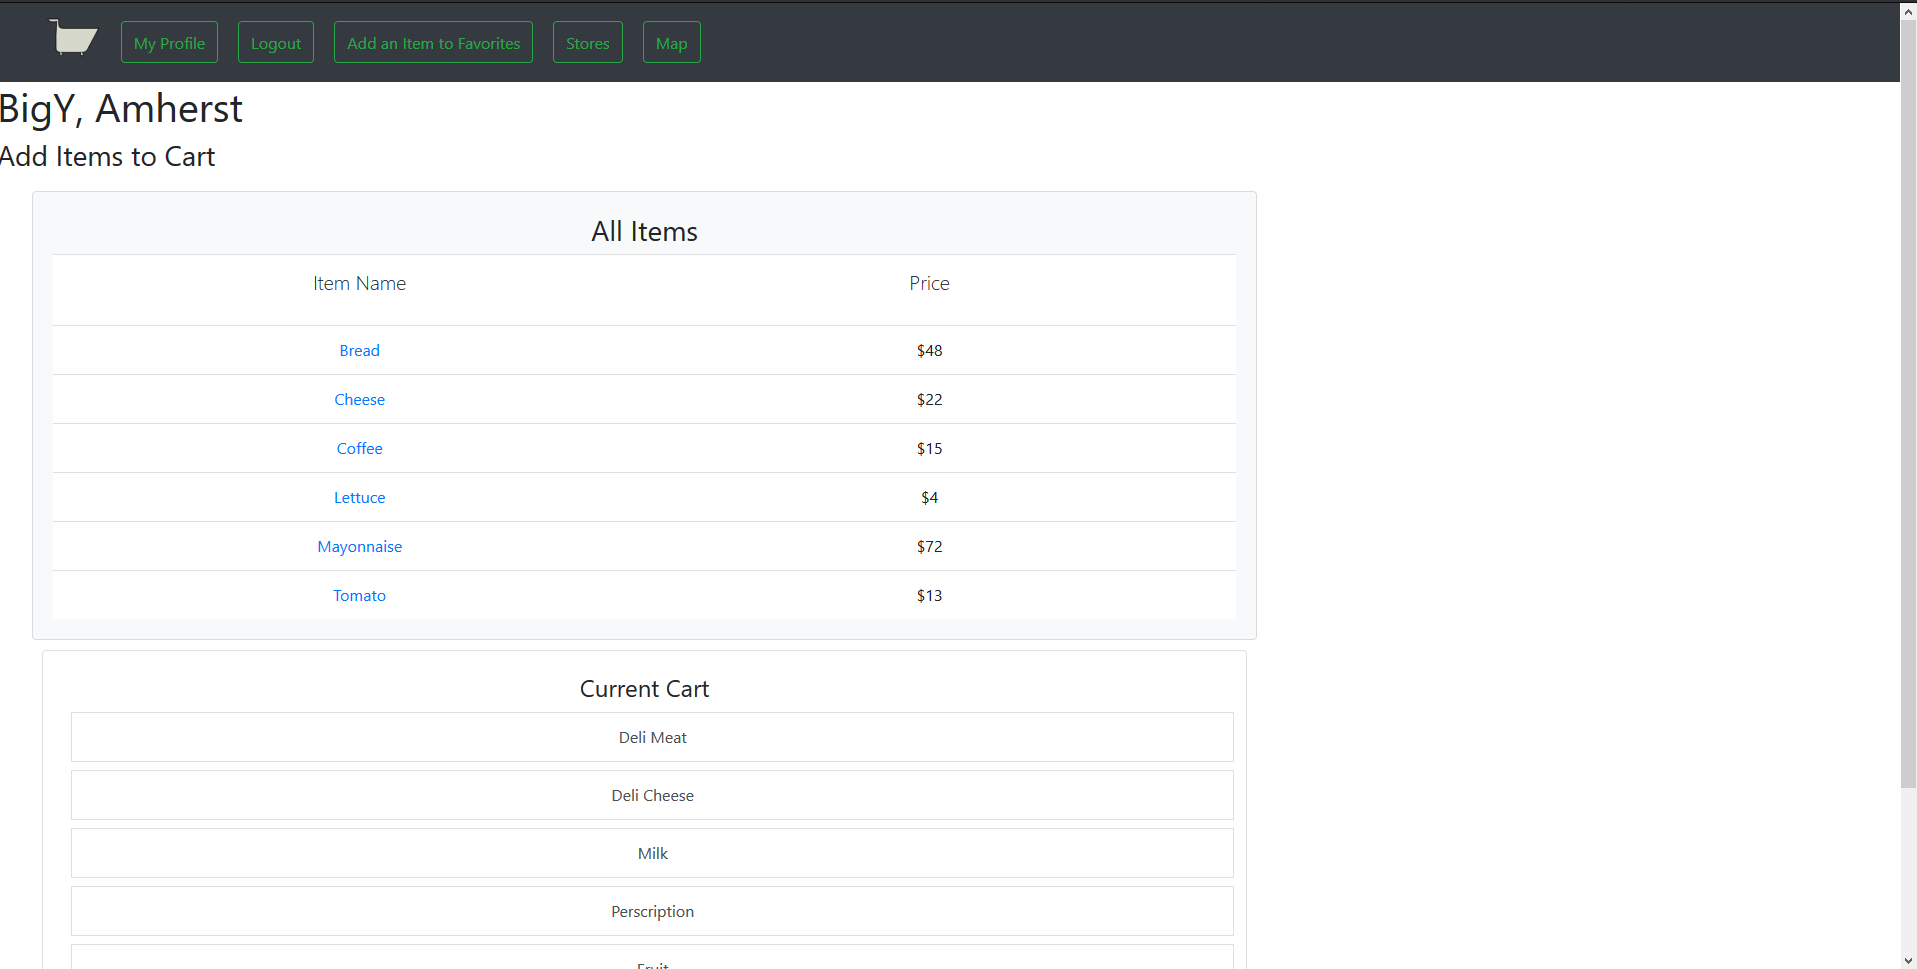 My Profile Logout Add an Item to Favorites Stores Map
BigY, Amherst
Add Items to Cart
All Items
Item Name Price
Bread $48
Cheese $22
Coffee $15
Lettuce $4
Mayonnaise $72
Tomato $13
Current Cart
Deli Meat
Deli Cheese
Milk
Perscription
Fruit